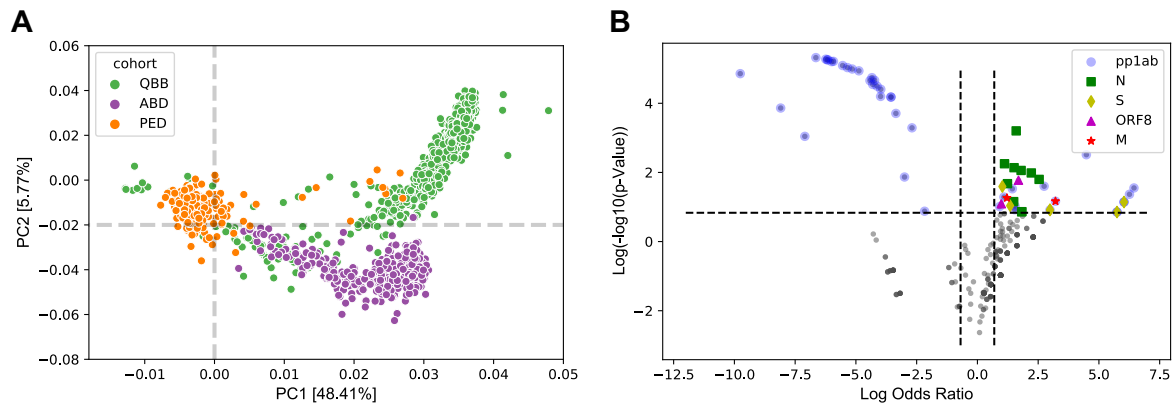 A
B
cohort
QBB
ABD
PED
0.06
0.04
0.02
0.00
−0.02
−0.04
−0.06
−0.08
PC2 [5.77%]
−0.01
0.00
0.01
0.02
0.03
0.04
0.05
PC1 [48.41%]
pp1ab
N
S
ORF8
M
4
2
0
−2
Log(-log10(p-Value))
−12.5
−10.0
−7.5
−5.0
−2.5
0.0
2.5
5.0
7.5
Log Odds Ratio